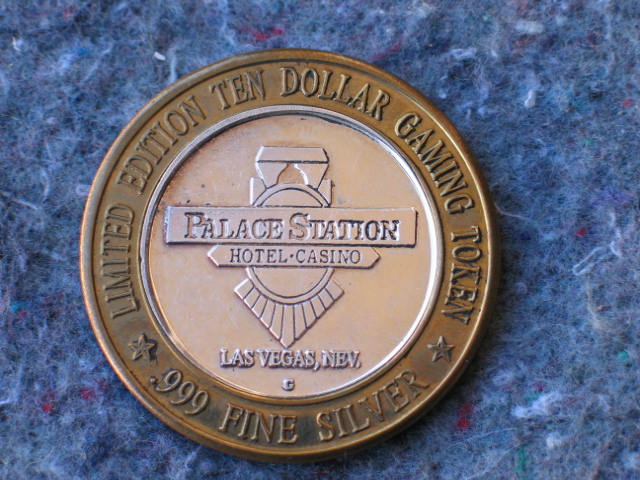 LIMITED EDITION TEN DOLLAR GAMING TOKEN
PALACE STATION
HOTEL · CASINO
LAS VEGAS, NEV.
G
.999 FINE SILVER